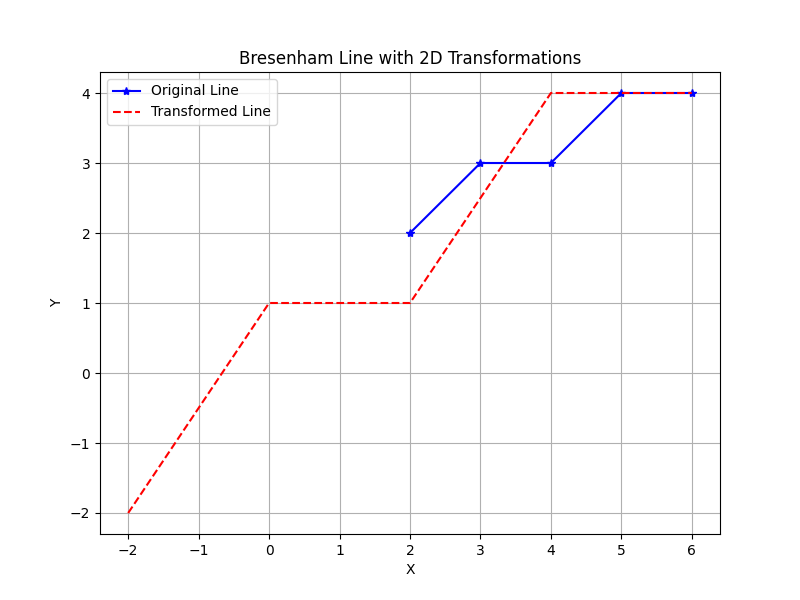 Bresenham Line with 2D Transformations
Original Line
Transformed Line
4
3
2
1
0
−1
−2
Y
−2 −1 0 1 2 3 4 5 6
X